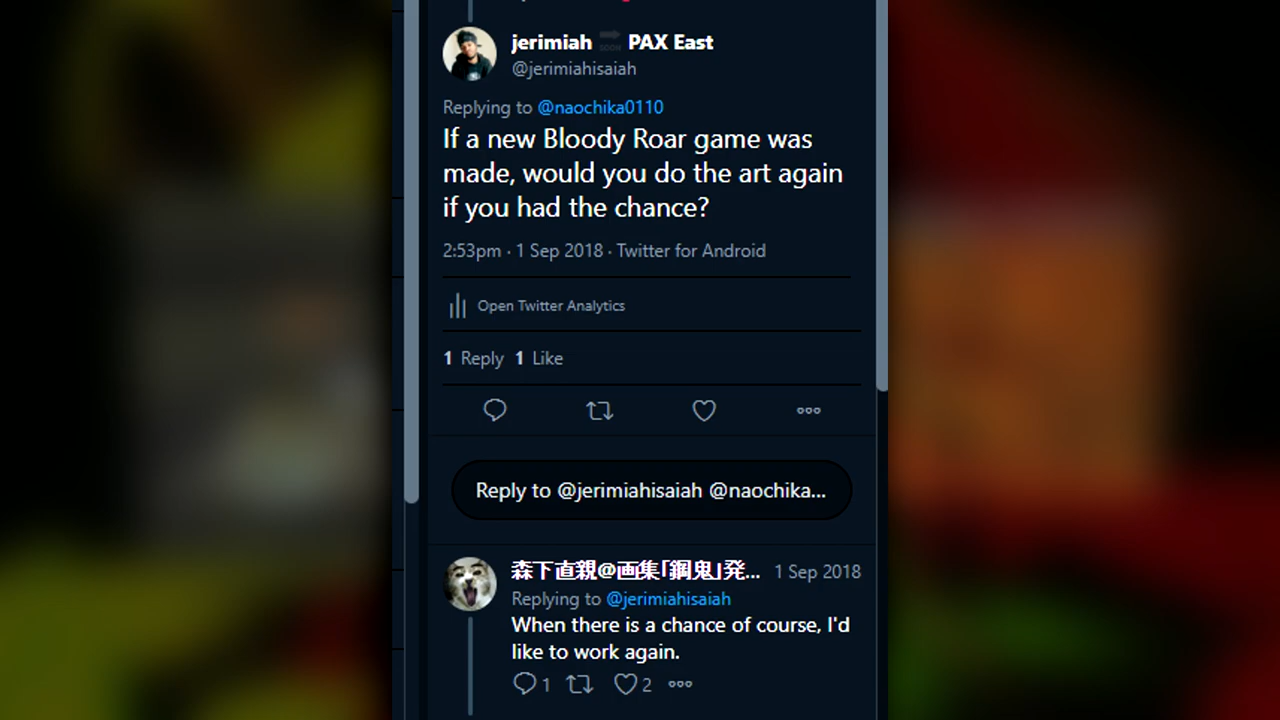 jerimiah PAX East
@jerimiahisaiah
Replying to @naochika0110
If a new Bloody Roar game was
made, would you do the art again
if you had the chance?
2:53pm · 1 Sep 2018 · Twitter for Android
Open Twitter Analytics
1 Reply 1 Like
Reply to @jerimiahisaiah @naochika...
森下直親@画集「鋼鬼」発... 1 Sep 2018
Replying to @jerimiahisaiah
When there is a chance of course, I'd
like to work again.
1 2